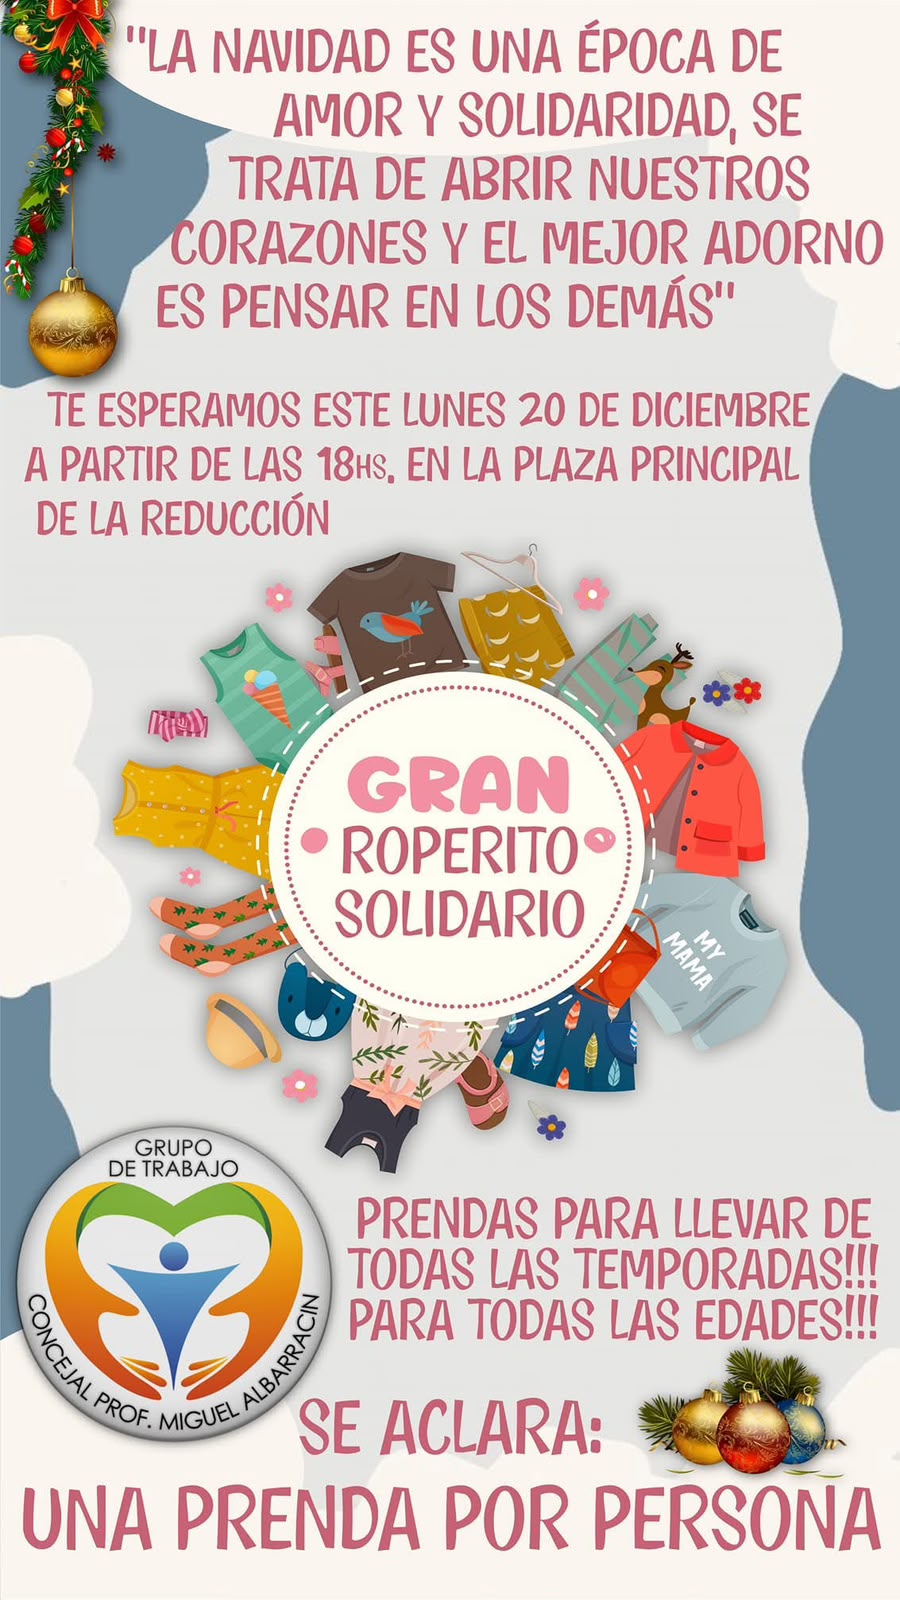 "LA NAVIDAD ES UNA ÉPOCA DE
AMOR Y SOLIDARIDAD, SE
TRATA DE ABRIR NUESTROS
CORAZONES Y EL MEJOR ADORNO
ES PENSAR EN LOS DEMÁS"
TE ESPERAMOS ESTE LUNES 20 DE DICIEMBRE
A PARTIR DE LAS 18HS. EN LA PLAZA PRINCIPAL
DE LA REDUCCIÓN
GRAN
ROPERITO
SOLIDARIO
MY
MAMA
GRUPO
DE TRABAJO
CONCEJAL PROF. MIGUEL ALBARRACIN
PRENDAS PARA LLEVAR DE
TODAS LAS TEMPORADAS!!!
PARA TODAS LAS EDADES!!!
SE ACLARA:
UNA PRENDA POR PERSONA